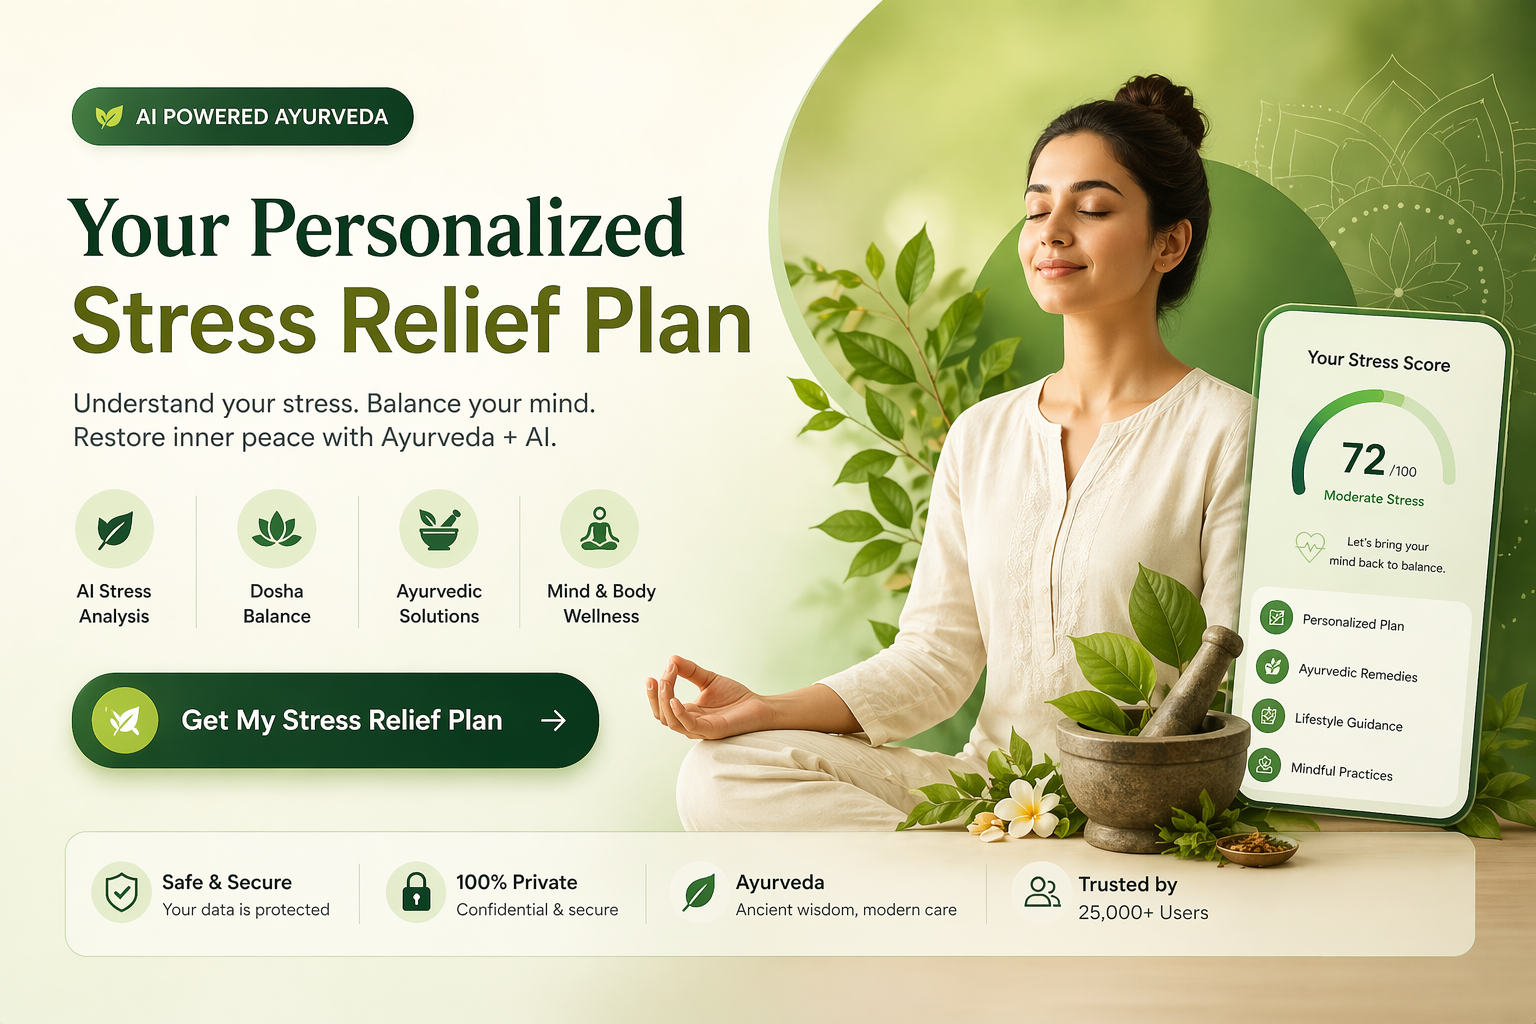 AI POWERED AYURVEDA
Your Personalized
Stress Relief Plan
Understand your stress. Balance your mind.
Restore inner peace with Ayurveda + AI.
AI Stress
Analysis
Dosha
Balance
Ayurvedic
Solutions
Mind & Body
Wellness
Get My Stress Relief Plan
Your Stress Score
72 /100
Moderate Stress
Let's bring your
mind back to balance.
Personalized Plan
Ayurvedic Remedies
Lifestyle Guidance
Mindful Practices
Safe & Secure
Your data is protected
100% Private
Confidential & secure
Ayurveda
Ancient wisdom, modern care
Trusted by
25,000+ Users